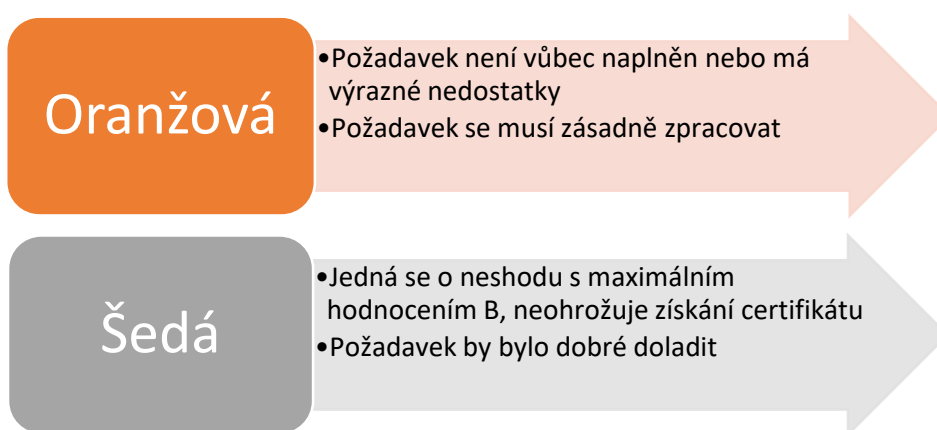 Oranžová
•Požadavek není vůbec naplněn nebo má
výrazné nedostatky
•Požadavek se musí zásadně zpracovat
Šedá
•Jedná se o neshodu s maximálním
hodnocením B, neohrožuje získání certifikátu
•Požadavek by bylo dobré doladit